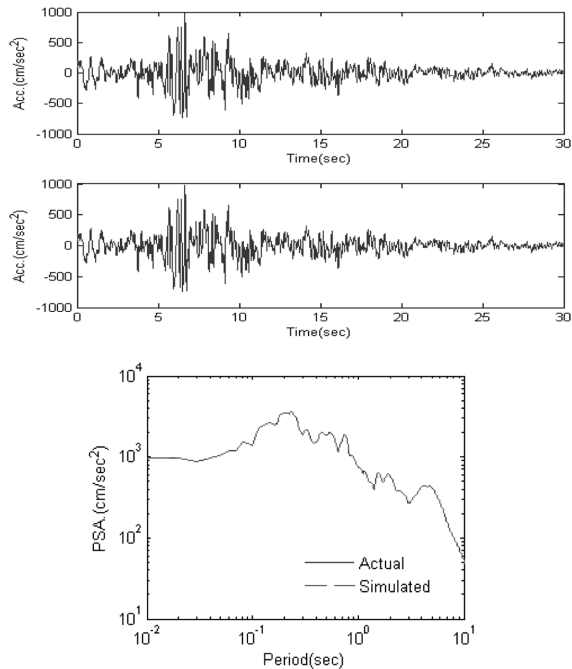 1000
500
0
-500
-1000
Acc.(cm/sec²)
0 5 10 15 20 25 30
Time(sec)
1000
500
0
-500
-1000
Acc.(cm/sec²)
0 5 10 15 20 25 30
Time(sec)
10⁴
10³
10²
10¹
PSA.(cm/sec²)
Actual
Simulated
10⁻² 10⁻¹ 10⁰ 10¹
Period(sec)